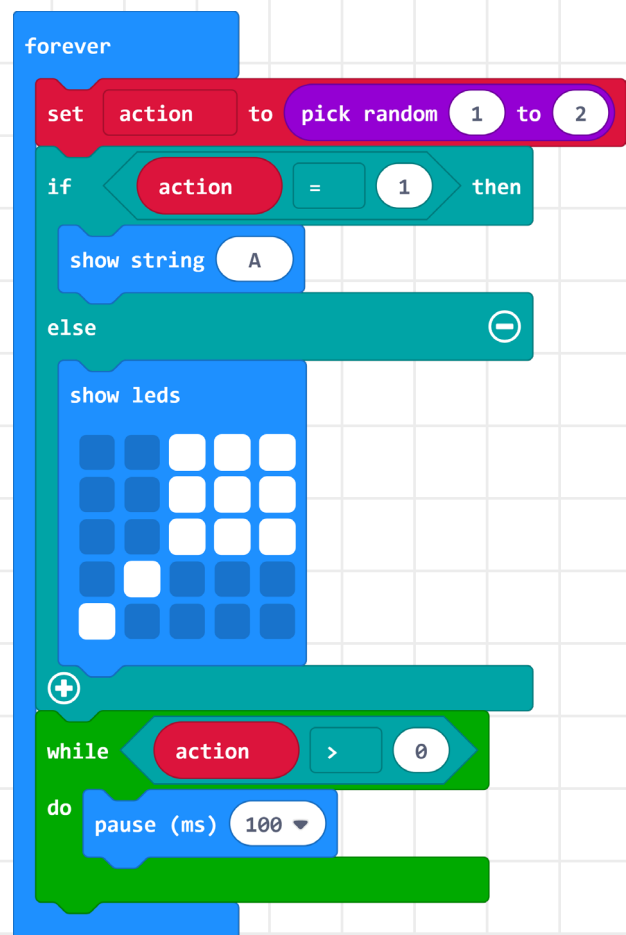 forever
set action to pick random 1 to 2
if action = 1 then
show string A
else
show leds
while action > 0
do
pause (ms) 100